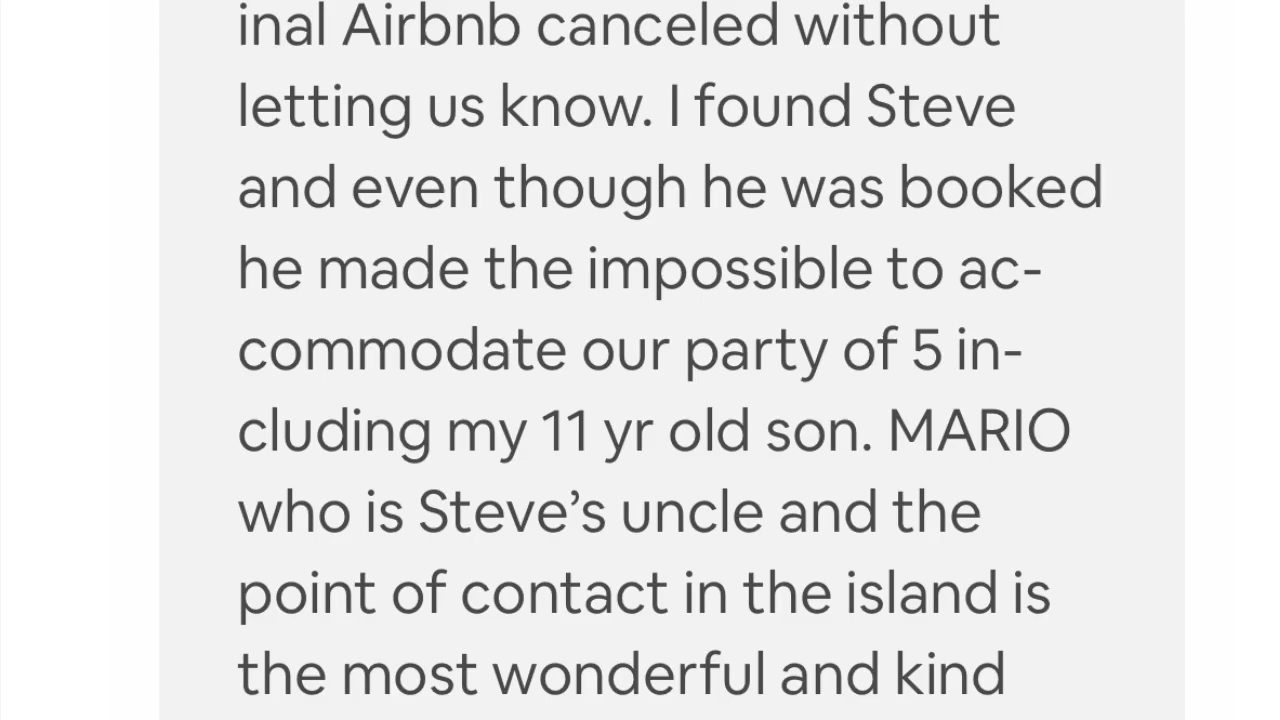 inal Airbnb canceled without
letting us know. I found Steve
and even though he was booked
he made the impossible to ac-
commodate our party of 5 in-
cluding my 11 yr old son. MARIO
who is Steve’s uncle and the
point of contact in the island is
the most wonderful and kind